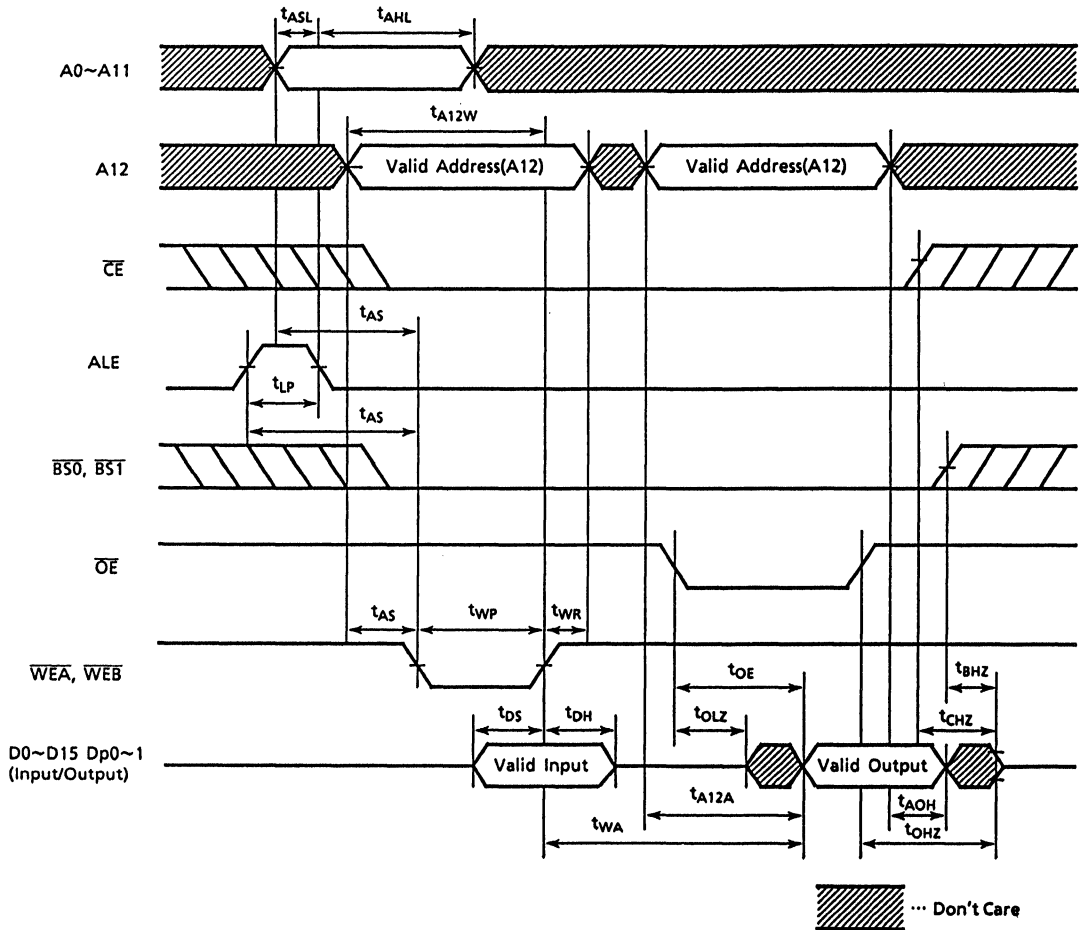 tASL tAHL
A0~A11
tA12W
A12 Valid Address(A12) Valid Address(A12)
CE
tAS
ALE
tLP
tAS
BS0, BS1
OE
tAS tWP tWR
WEA, WEB
tOE tBHZ
tDS tDH tOLZ tCHZ
D0~D15 Dp0~1
(Input/Output)
Valid Input Valid Output
tA12A tAOH
tWA tOHZ
··· Don't Care